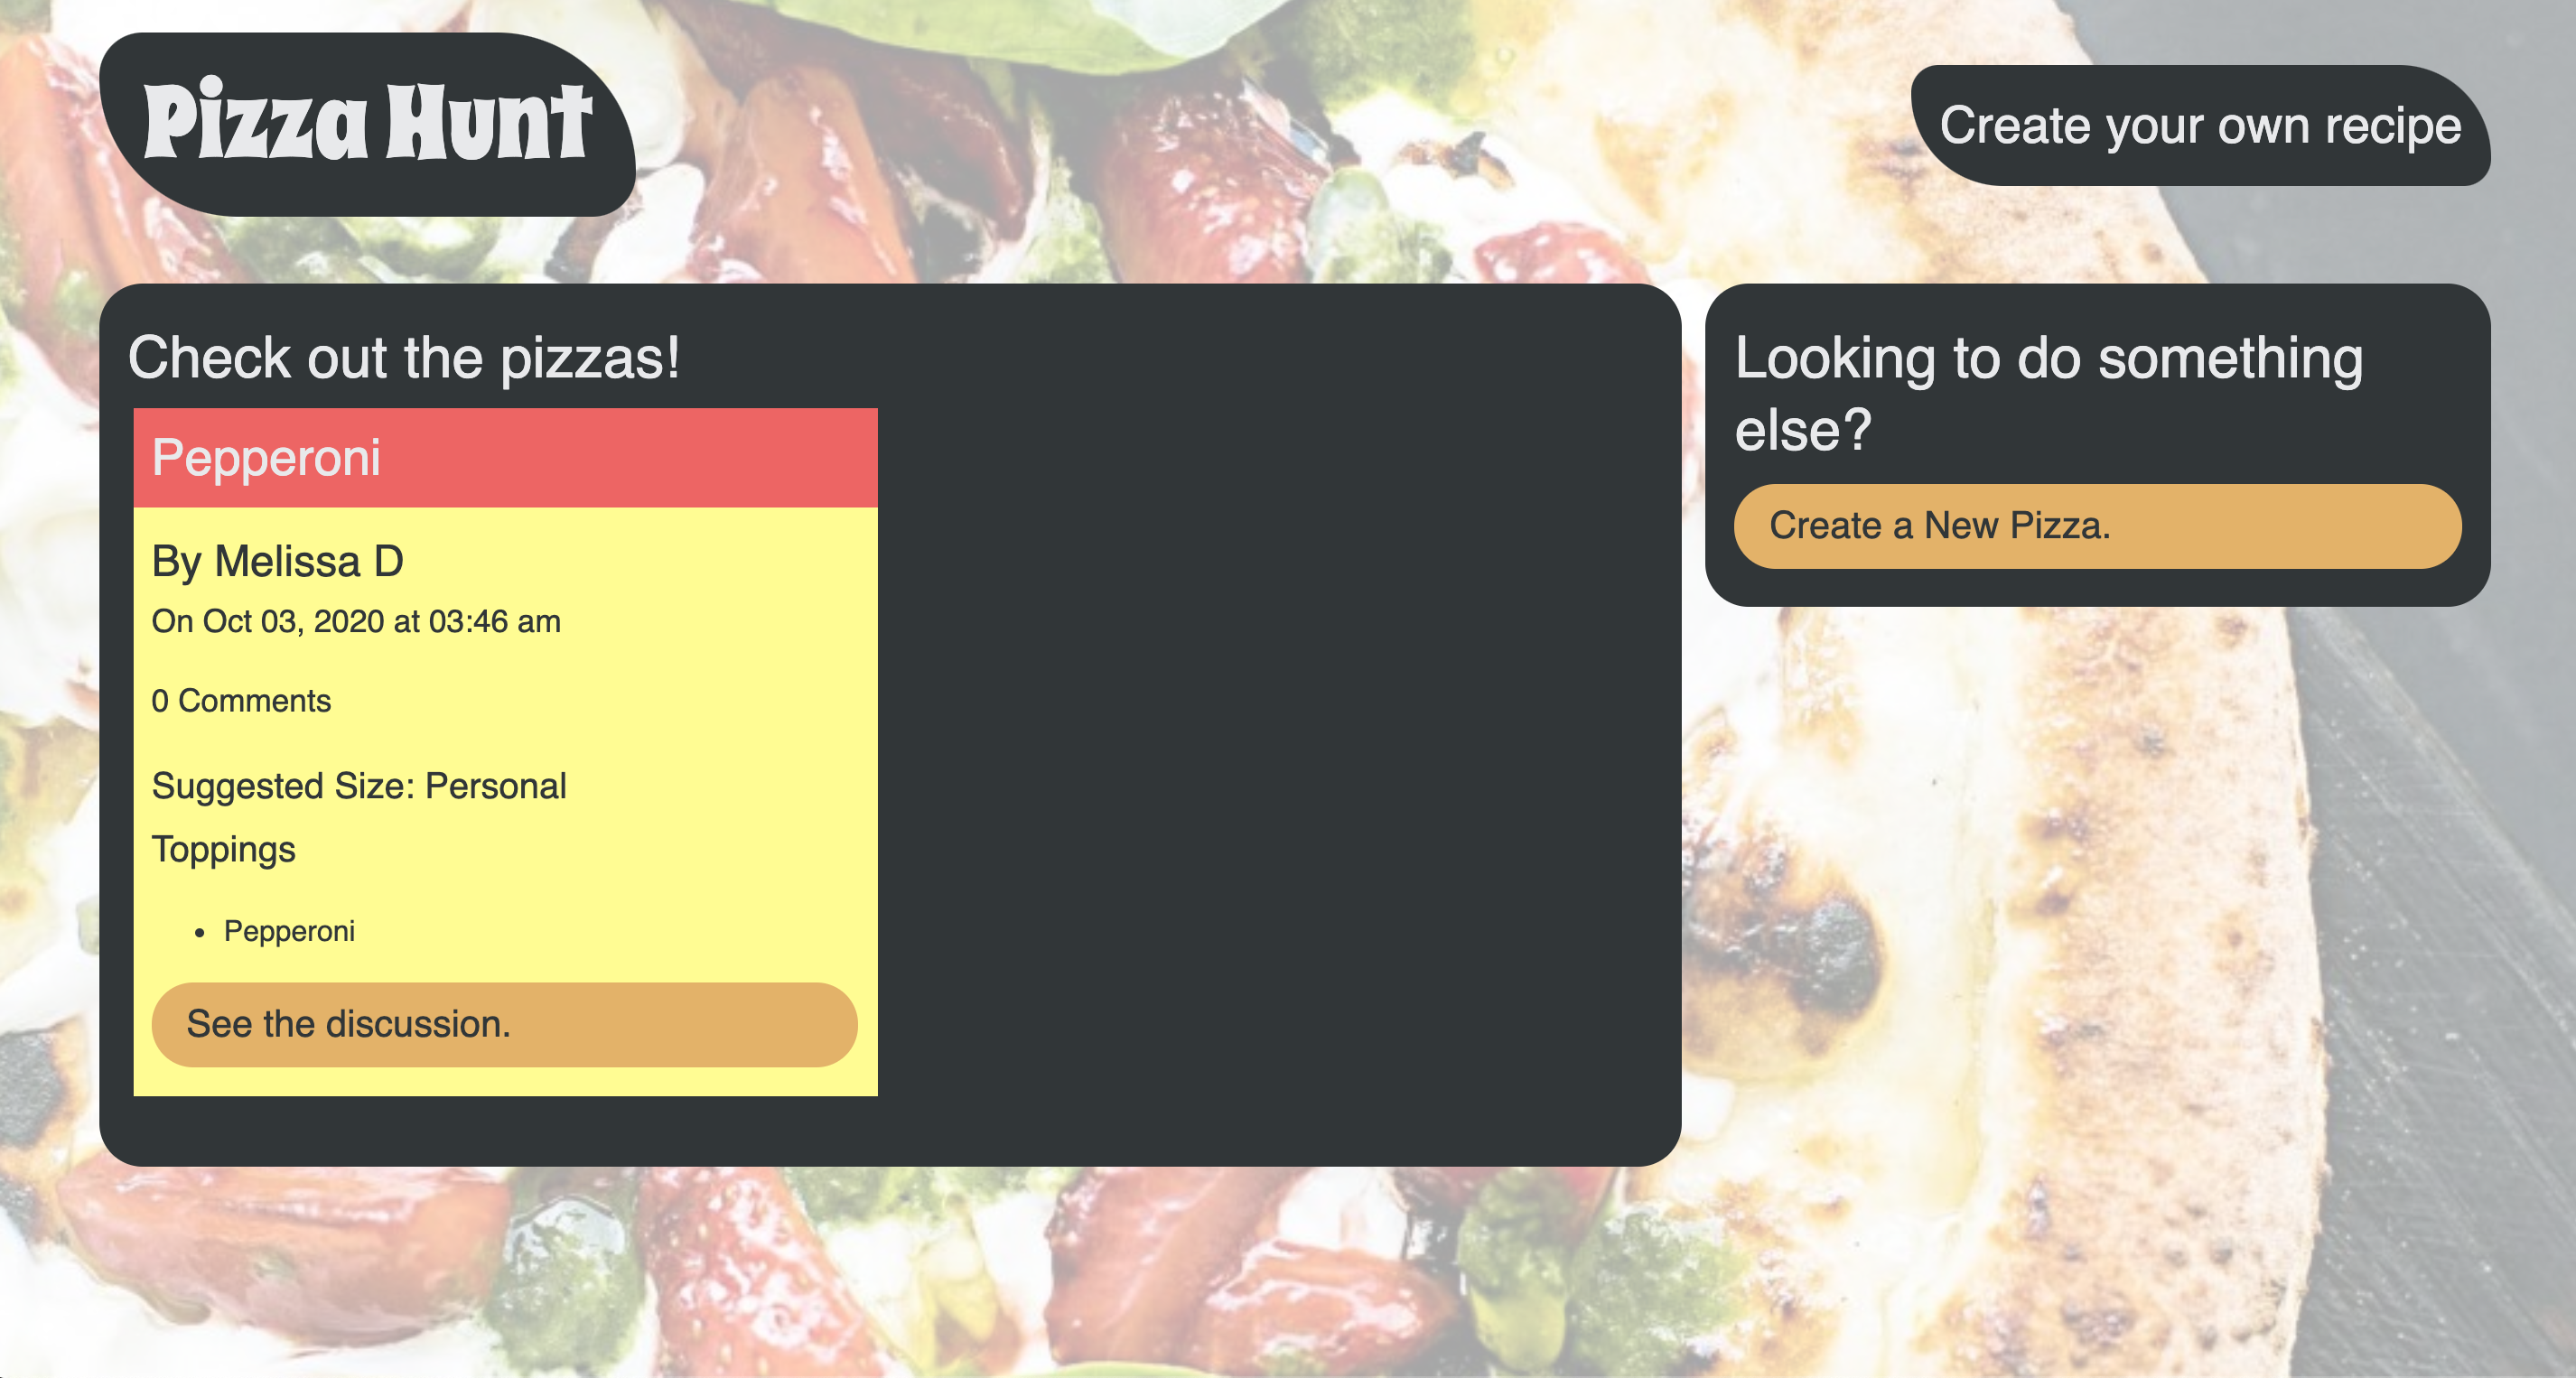 Pizza Hunt
Create your own recipe
Check out the pizzas!
Pepperoni
By Melissa D
On Oct 03, 2020 at 03:46 am
0 Comments
Suggested Size: Personal
Toppings
• Pepperoni
See the discussion.
Looking to do something
else?
Create a New Pizza.